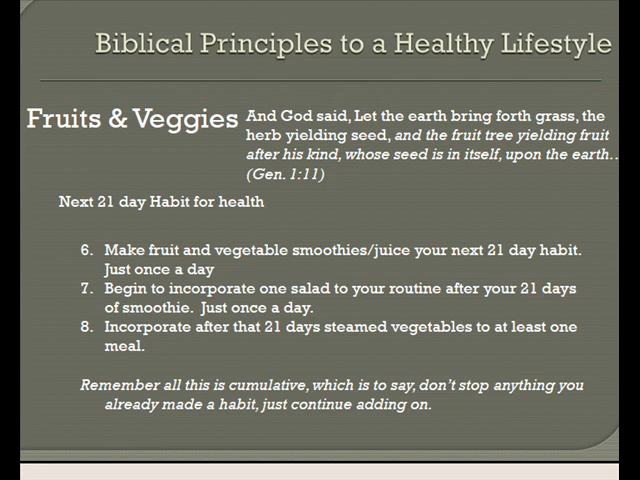 Biblical Principles to a Healthy Lifestyle
Fruits & Veggies
And God said, Let the earth bring forth grass, the
herb yielding seed, and the fruit tree yielding fruit
after his kind, whose seed is in itself, upon the earth…
(Gen. 1:11)
Next 21 day Habit for health
6. Make fruit and vegetable smoothies/juice your next 21 day habit.
Just once a day
7. Begin to incorporate one salad to your routine after your 21 days
of smoothie. Just once a day.
8. Incorporate after that 21 days steamed vegetables to at least one
meal.
Remember all this is cumulative, which is to say, don't stop anything you
already made a habit, just continue adding on.